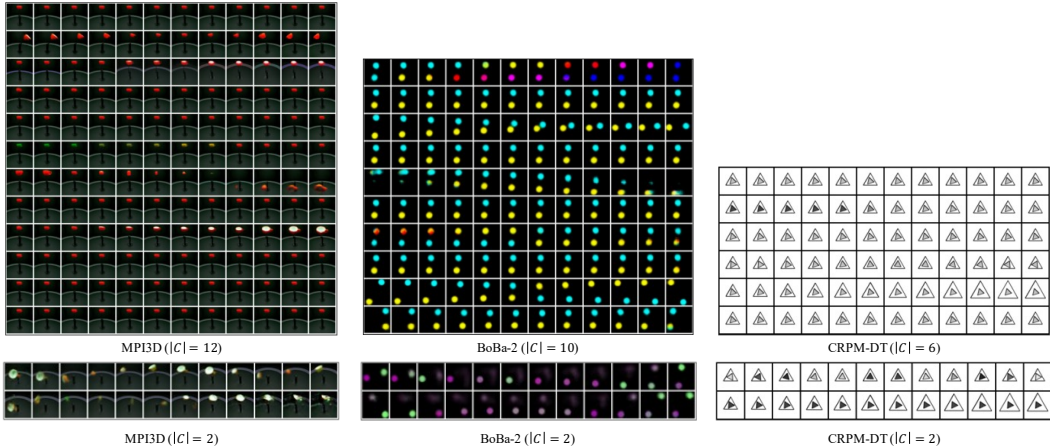 MPI3D (|C| = 12)
BoBa-2 (|C| = 10)
CRPM-DT (|C| = 6)
MPI3D (|C| = 2)
BoBa-2 (|C| = 2)
CRPM-DT (|C| = 2)